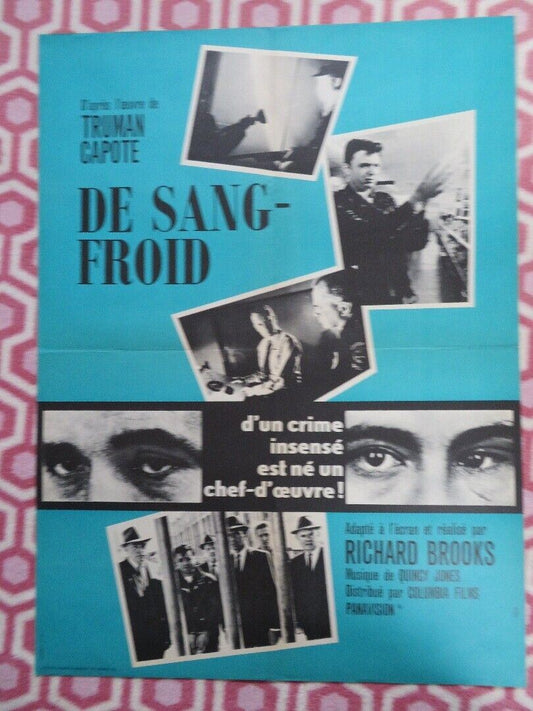 D'après l'œuvre de
TRUMAN
CAPOTE
DE SANG-
FROID
d'un crime
insensé
est né un
chef-d'œuvre!
Adapté à l'écran et réalisé par
RICHARD BROOKS
Musique de QUINCY JONES
Distribué par COLUMBIA FILMS
PANAVISION